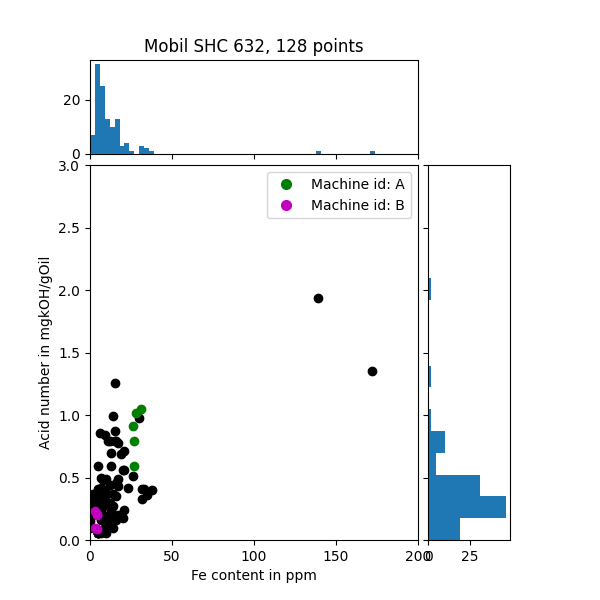 Mobil SHC 632, 128 points
20
0
3.0
2.5
2.0
1.5
1.0
0.5
0.0
Acid number in mgkOH/gOil
Machine id: A
Machine id: B
0 50 100 150 200
0 25
Fe content in ppm